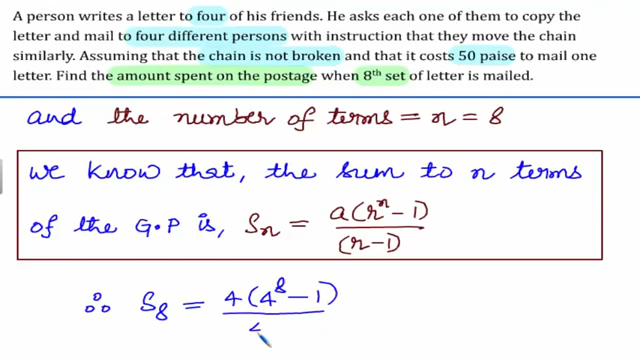 A person writes a letter to four of his friends. He asks each one of them to copy the
letter and mail to four different persons with instruction that they move the chain
similarly. Assuming that the chain is not broken and that it costs 50 paise to mail one
letter. Find the amount spent on the postage when 8th set of letter is mailed.
and the number of terms = n = 8
We know that, the sum to n terms
of the G.P is, Sₙ = a(rⁿ - 1) / (r - 1)
∴ S₈ = 4(4⁸ - 1) /